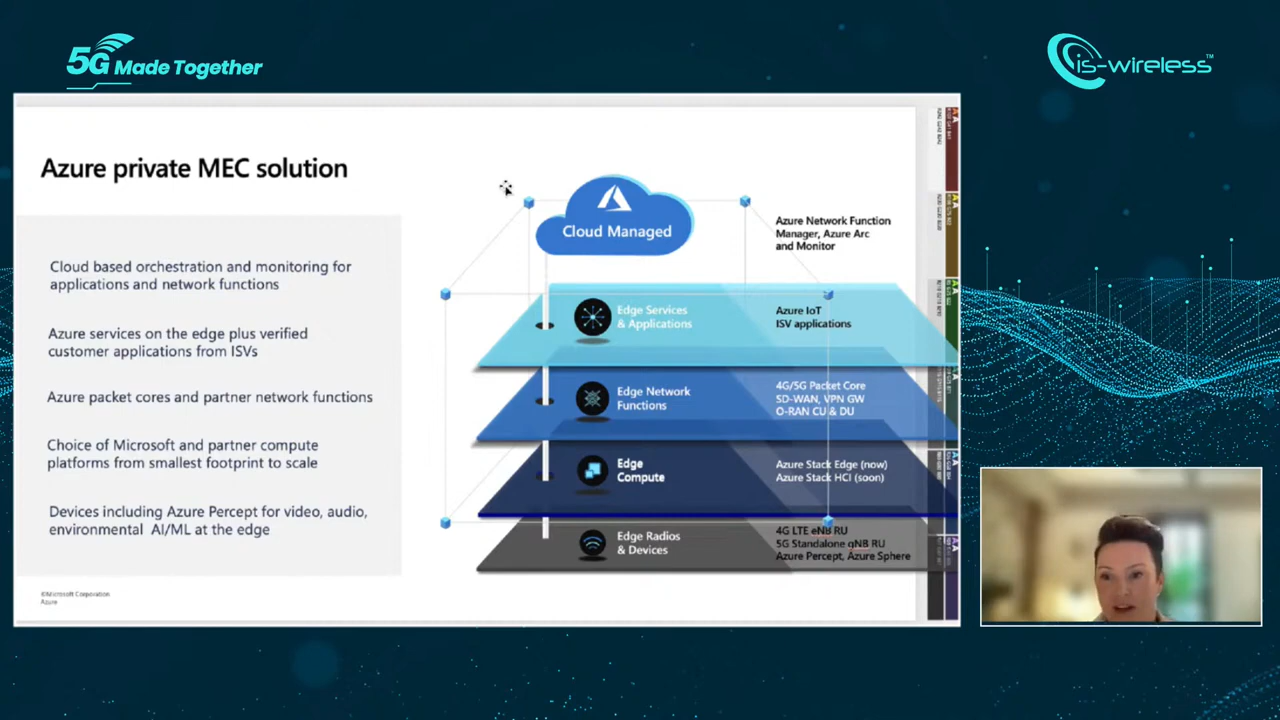 5G Made Together
is-wireless™
Azure private MEC solution
Cloud based orchestration and monitoring for
applications and network functions
Azure services on the edge plus verified
customer applications from ISVs
Azure packet cores and partner network functions
Choice of Microsoft and partner compute
platforms from smallest footprint to scale
Devices including Azure Percept for video, audio,
environmental AI/ML at the edge
©Microsoft Corporation
Azure
Cloud Managed
Azure Network Function
Manager, Azure Arc
and Monitor
Edge Services
& Applications
Azure IoT
ISV applications
Edge Network
Functions
4G/5G Packet Core
SD-WAN, VPN GW
O-RAN CU & DU
Edge
Compute
Azure Stack Edge (now)
Azure Stack HCI (soon)
Edge Radios
& Devices
4G LTE eNB RU
5G Standalone gNB RU
Azure Percept, Azure Sphere